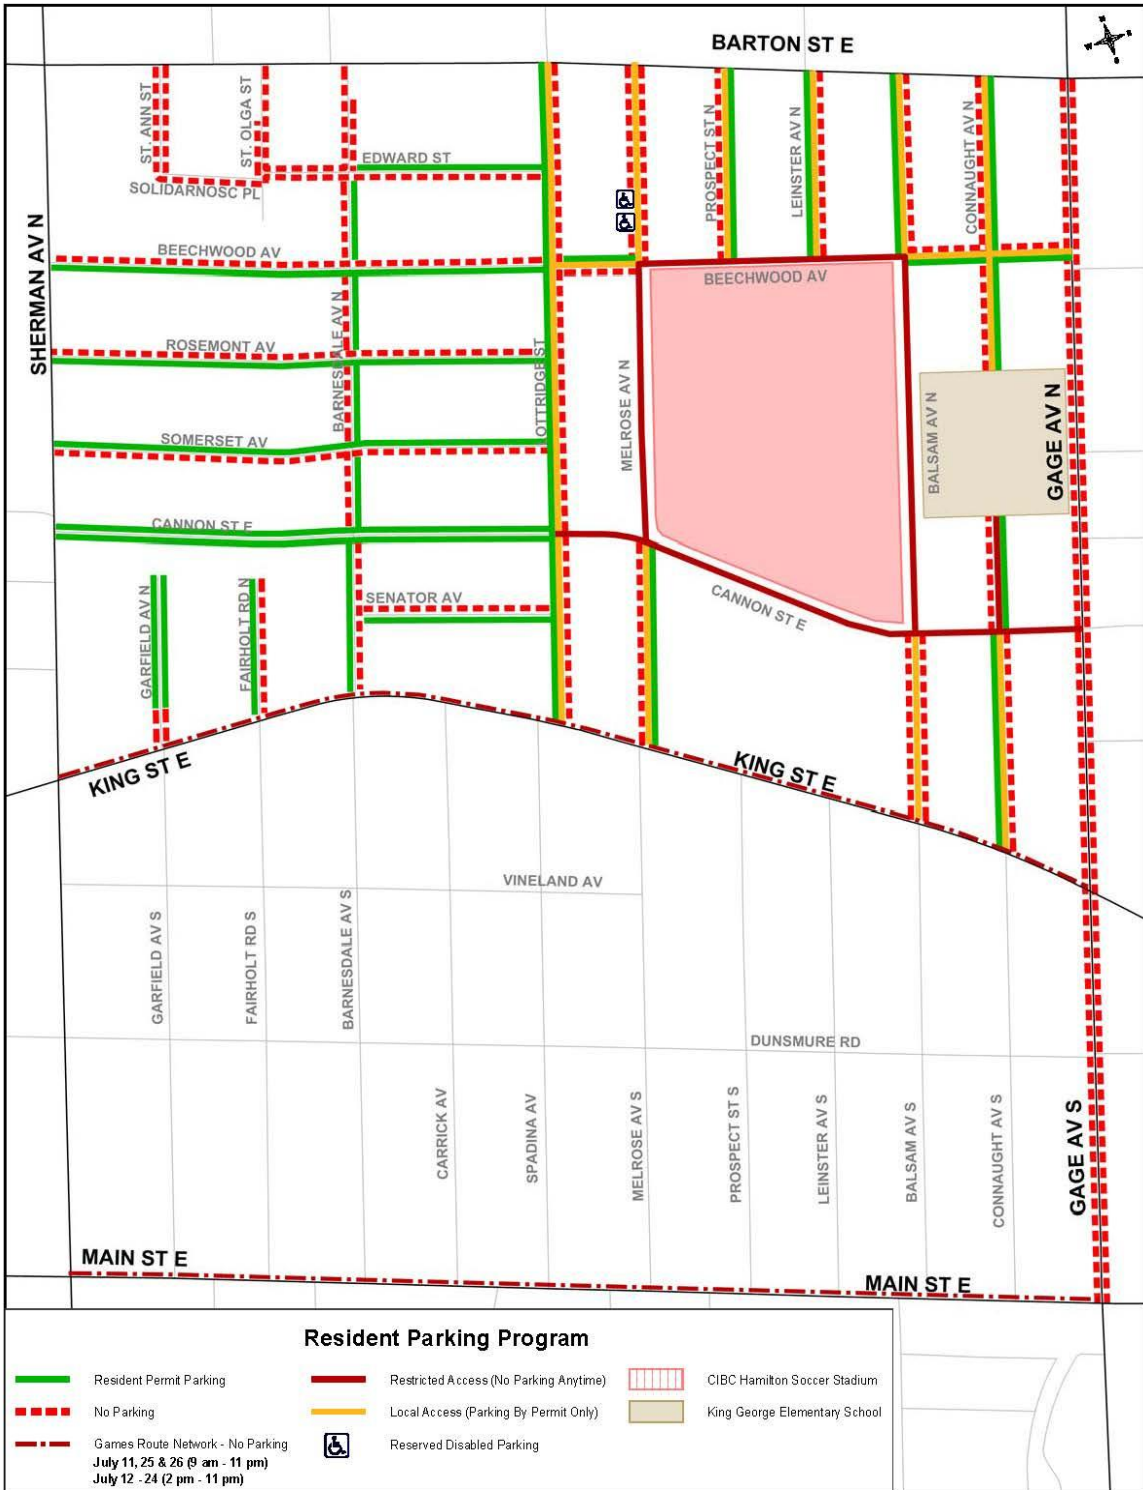 BARTON ST E
N
E
S
ST. ANN ST
ST. OLGA ST
EDWARD ST
SOLIDARNOSC PL
PROSPECT ST N
LEINSTER AV N
CONNAUGHT AV N
SHERMAN AV N
BEECHWOOD AV
BEECHWOOD AV
BARNESDALE AV N
ROSEMONT AV
OTTRIDGE ST
MELROSE AV N
BALSAM AV N
GAGE AV N
SOMERSET AV
CANNON ST E
GARFIELD AV N
FAIRHOLT RD N
SENATOR AV
CANNON ST E
KING ST E
KING ST E
VINELAND AV
GARFIELD AV S
FAIRHOLT RD S
BARNESDALE AV S
DUNSMURE RD
CARRICK AV
SPADINA AV
MELROSE AV S
PROSPECT ST S
LEINSTER AV S
BALSAM AV S
CONNAUGHT AV S
GAGE AV S
MAIN ST E
MAIN ST E
Resident Parking Program
Resident Permit Parking
Restricted Access (No Parking Anytime)
CIBC Hamilton Soccer Stadium
No Parking
Local Access (Parking By Permit Only)
King George Elementary School
Games Route Network - No Parking
July 11, 25 & 26 (9 am - 11 pm)
July 12 - 24 (2 pm - 11 pm)
Reserved Disabled Parking